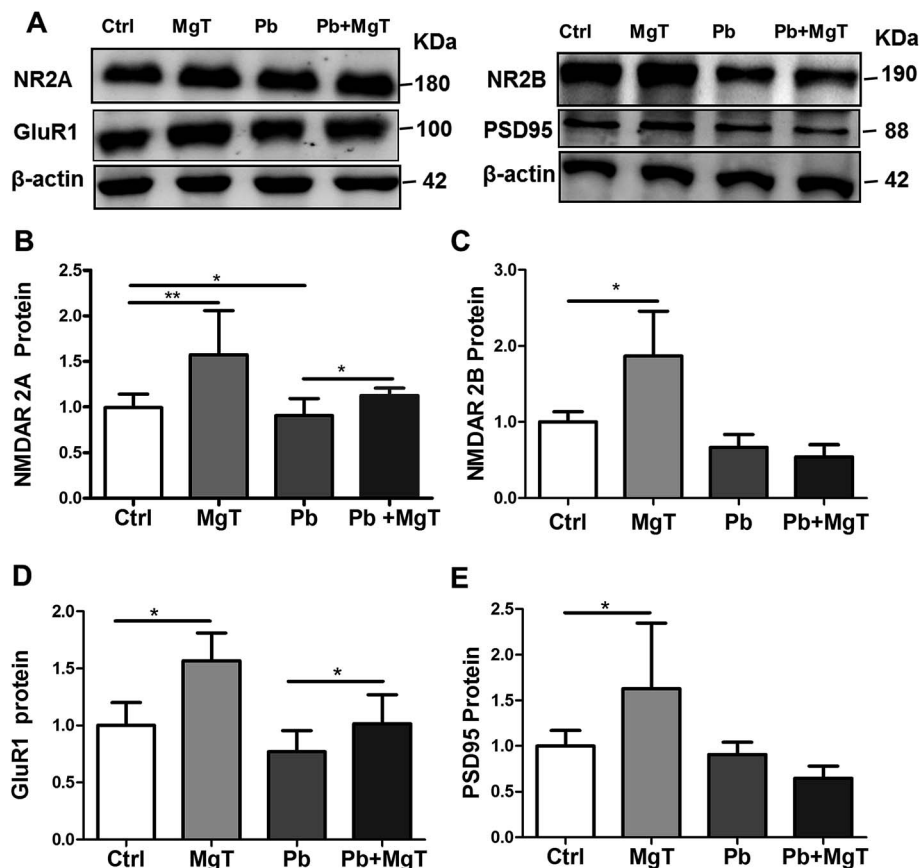 A
Ctrl MgT Pb Pb+MgT KDa
NR2A 180
GluR1 100
β-actin 42
Ctrl MgT Pb Pb+MgT KDa
NR2B 190
PSD95 88
β-actin 42
B
NMDAR 2A Protein
2.5
2.0
1.5
1.0
0.5
0.0
*
**
*
Ctrl MgT Pb Pb +MgT
C
NMDAR 2B Protein
3.0
2.0
1.0
0.0
*
Ctrl MgT Pb Pb+MgT
D
GluR1 protein
2.0
1.5
1.0
0.5
0.0
*
*
Ctrl MgT Pb Pb+MgT
E
PSD95 Protein
2.5
2.0
1.5
1.0
0.5
0.0
*
Ctrl MgT Pb Pb+MgT